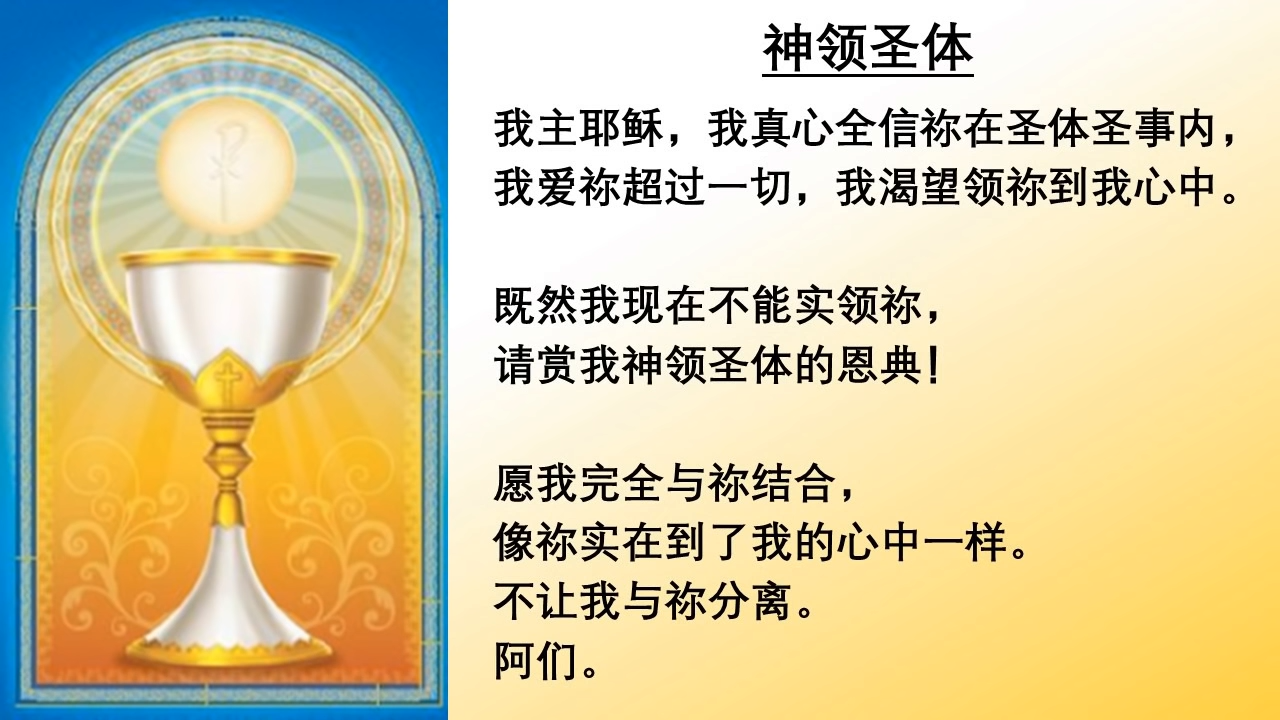 神领圣体
我主耶稣，我真心全信祢在圣体圣事内，
我爱祢超过一切，我渴望领祢到我心中。
既然我现在不能实领祢，
请赏我神领圣体的恩典！
愿我完全与祢结合，
像祢实在到了我的心中一样。
不让我与祢分离。
阿们。